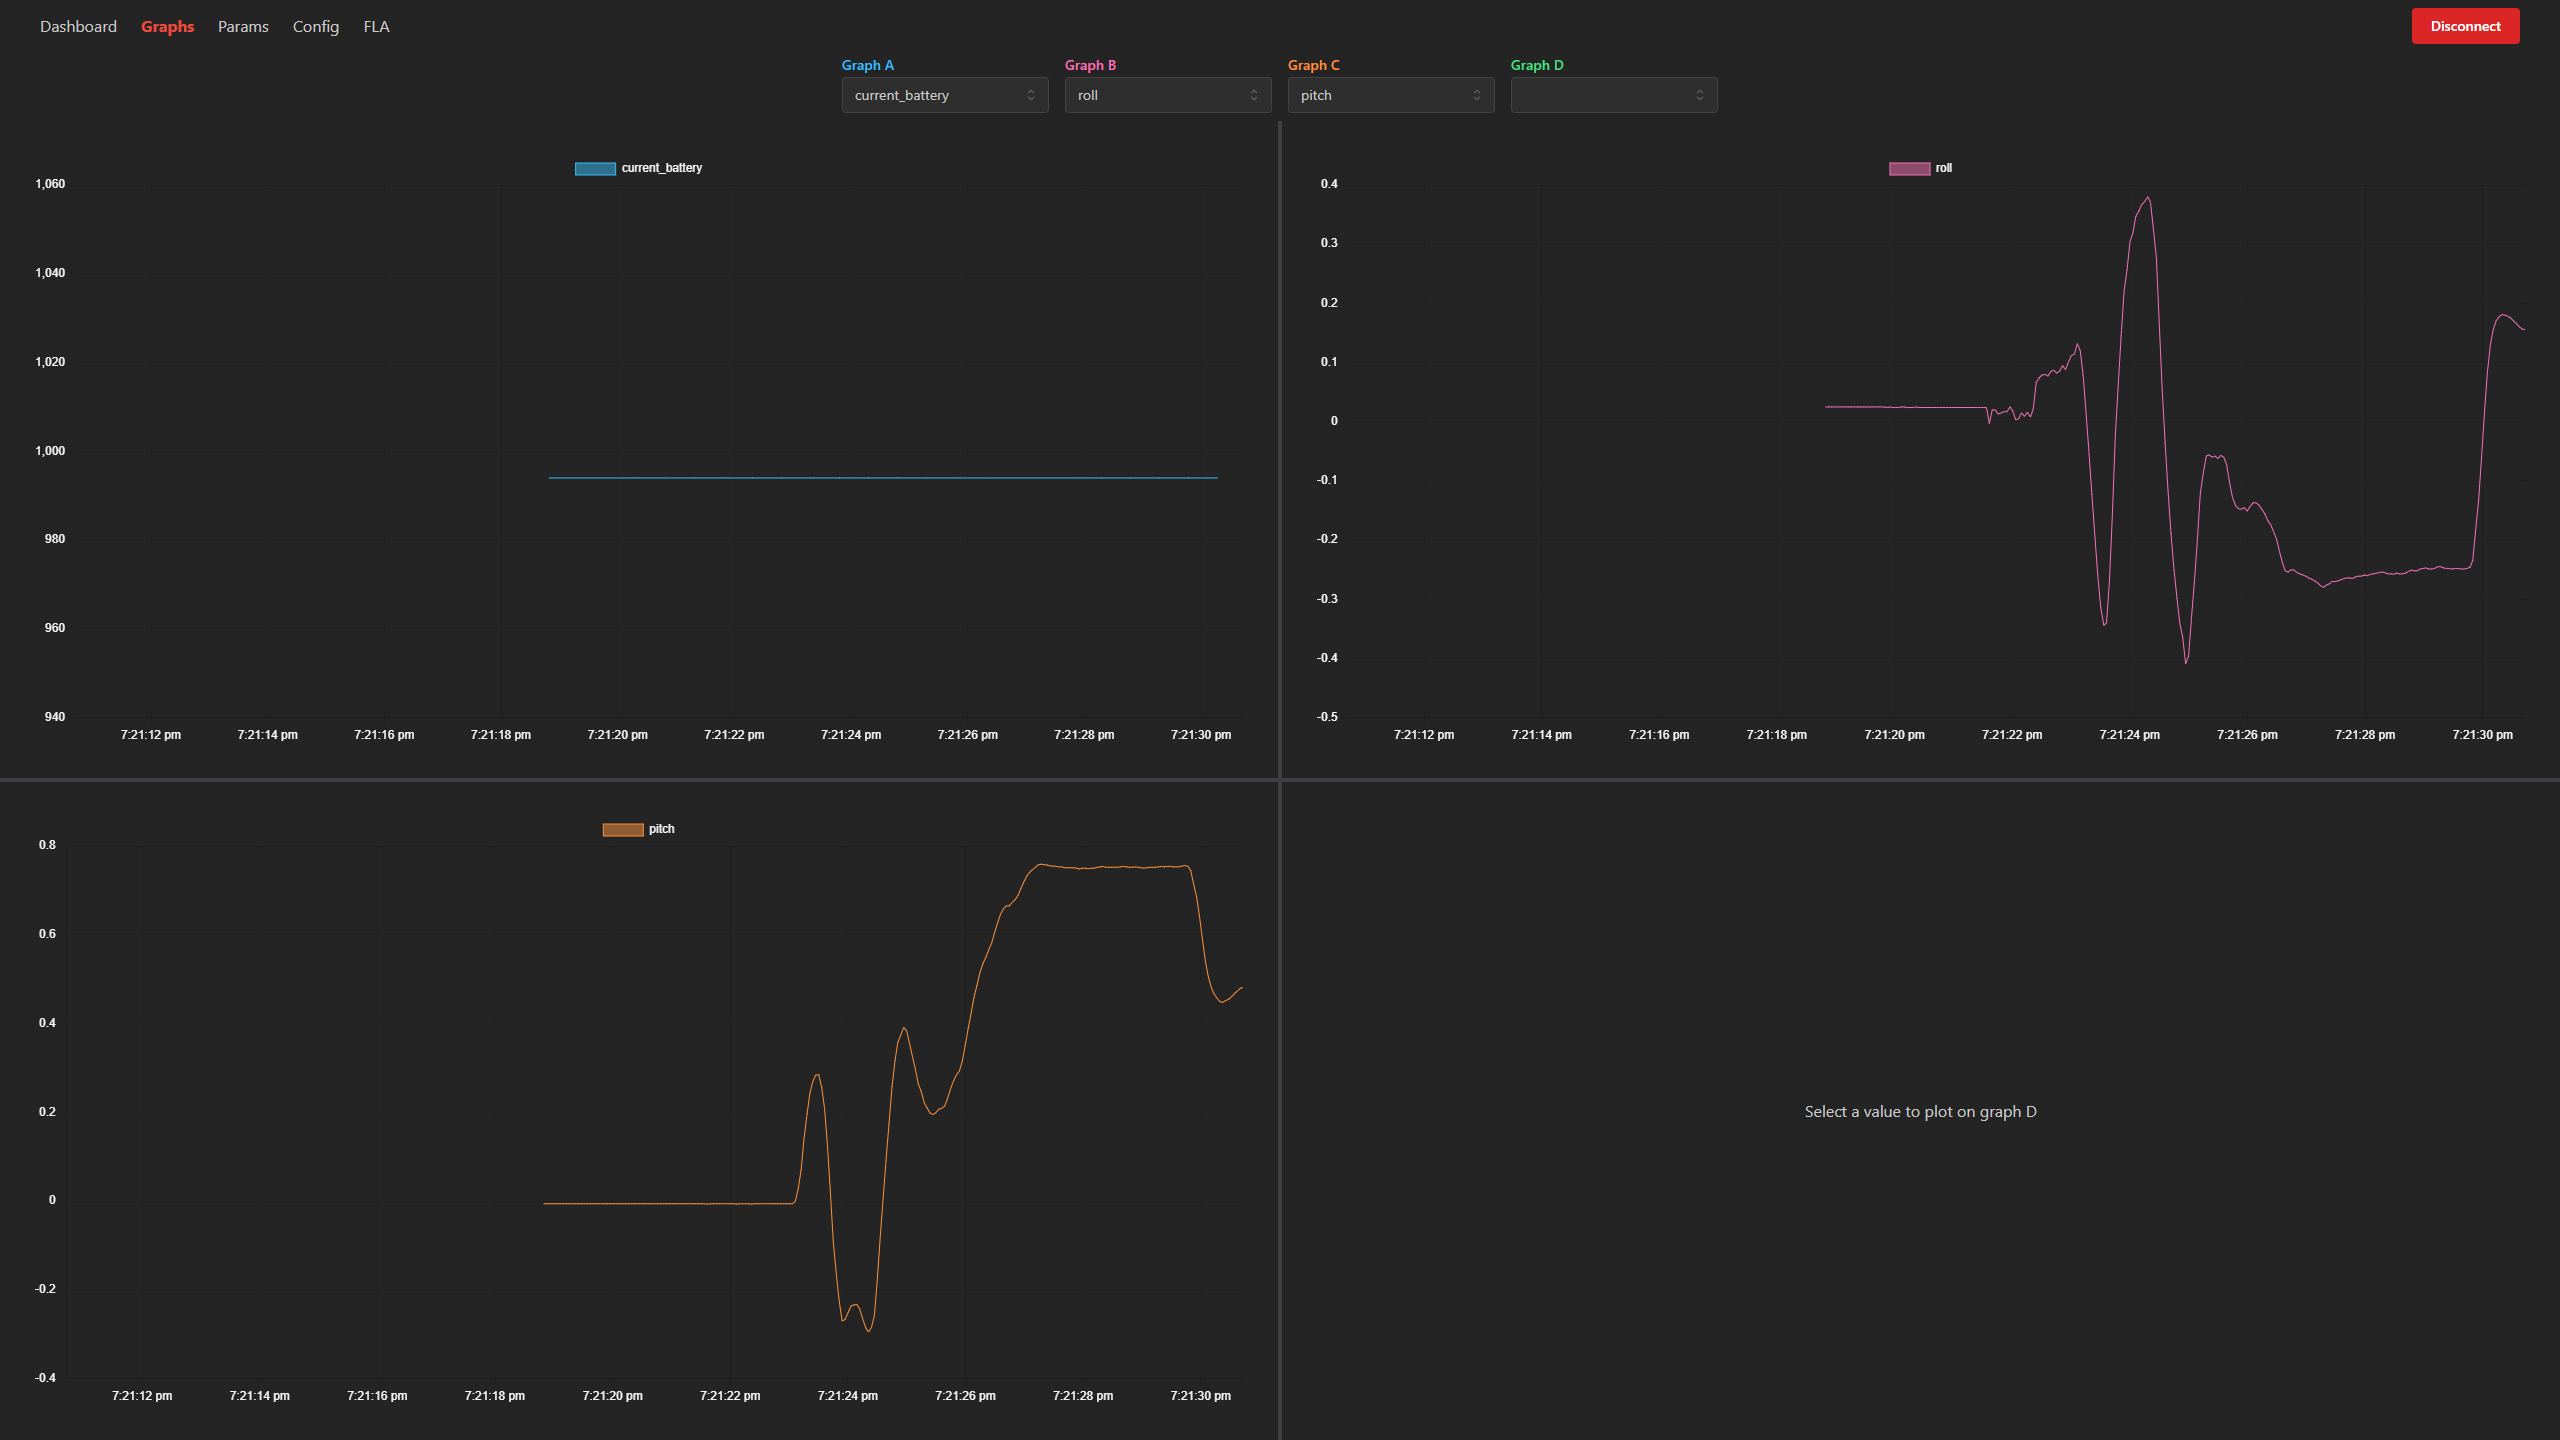 Dashboard Graphs Params Config FLA Disconnect
Graph A Graph B Graph C Graph D
current_battery roll pitch
current_battery
1,060
1,040
1,020
1,000
980
960
940
7:21:12 pm 7:21:14 pm 7:21:16 pm 7:21:18 pm 7:21:20 pm 7:21:22 pm 7:21:24 pm 7:21:26 pm 7:21:28 pm 7:21:30 pm
roll
0.4
0.3
0.2
0.1
0
-0.1
-0.2
-0.3
-0.4
-0.5
7:21:12 pm 7:21:14 pm 7:21:16 pm 7:21:18 pm 7:21:20 pm 7:21:22 pm 7:21:24 pm 7:21:26 pm 7:21:28 pm 7:21:30 pm
pitch
0.8
0.6
0.4
0.2
0
-0.2
-0.4
7:21:12 pm 7:21:14 pm 7:21:16 pm 7:21:18 pm 7:21:20 pm 7:21:22 pm 7:21:24 pm 7:21:26 pm 7:21:28 pm 7:21:30 pm
Select a value to plot on graph D